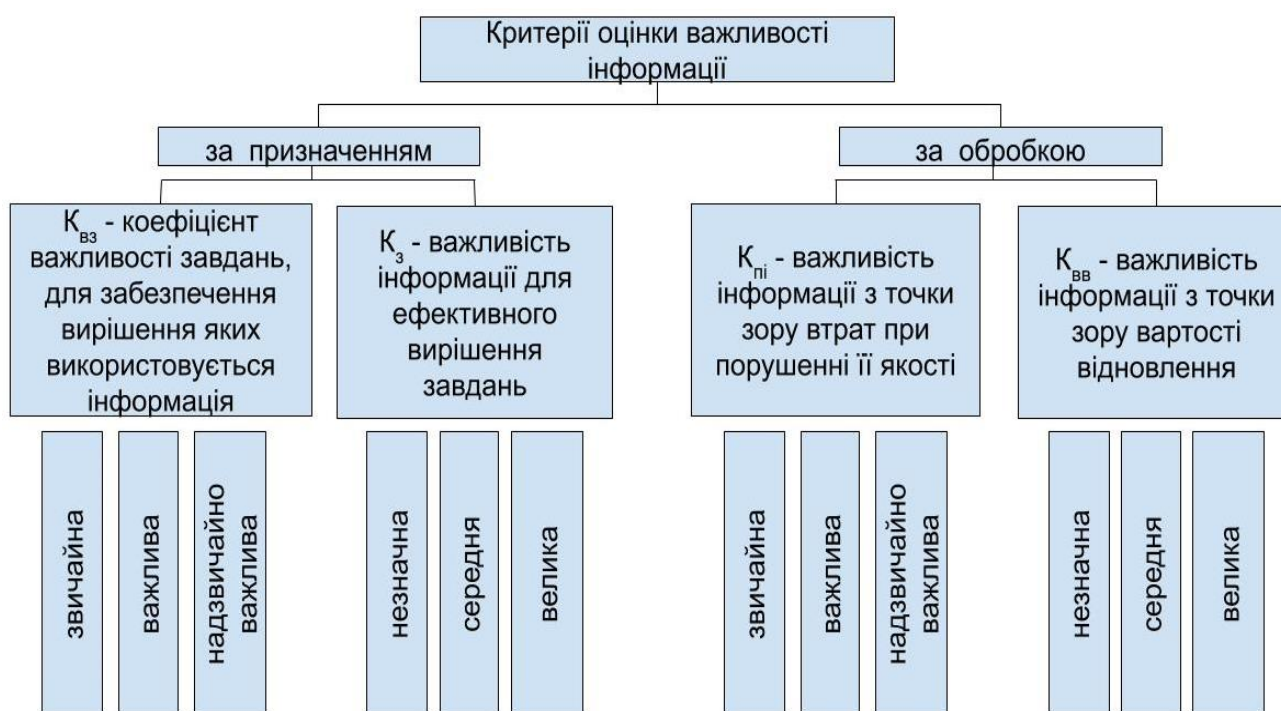 Критерії оцінки важливості
інформації
за призначенням
за обробкою
Квз - коефіцієнт
важливості завдань,
для забезпечення
вирішення яких
використовується
інформація
Кз - важливість
інформації для
ефективного
вирішення
завдань
Кпі - важливість
інформації з точки
зору втрат при
порушенні її якості
Квв - важливість
інформації з точки
зору вартості
відновлення
звичайна
важлива
надзвичайно
важлива
незначна
середня
велика
звичайна
важлива
надзвичайно
важлива
незначна
середня
велика